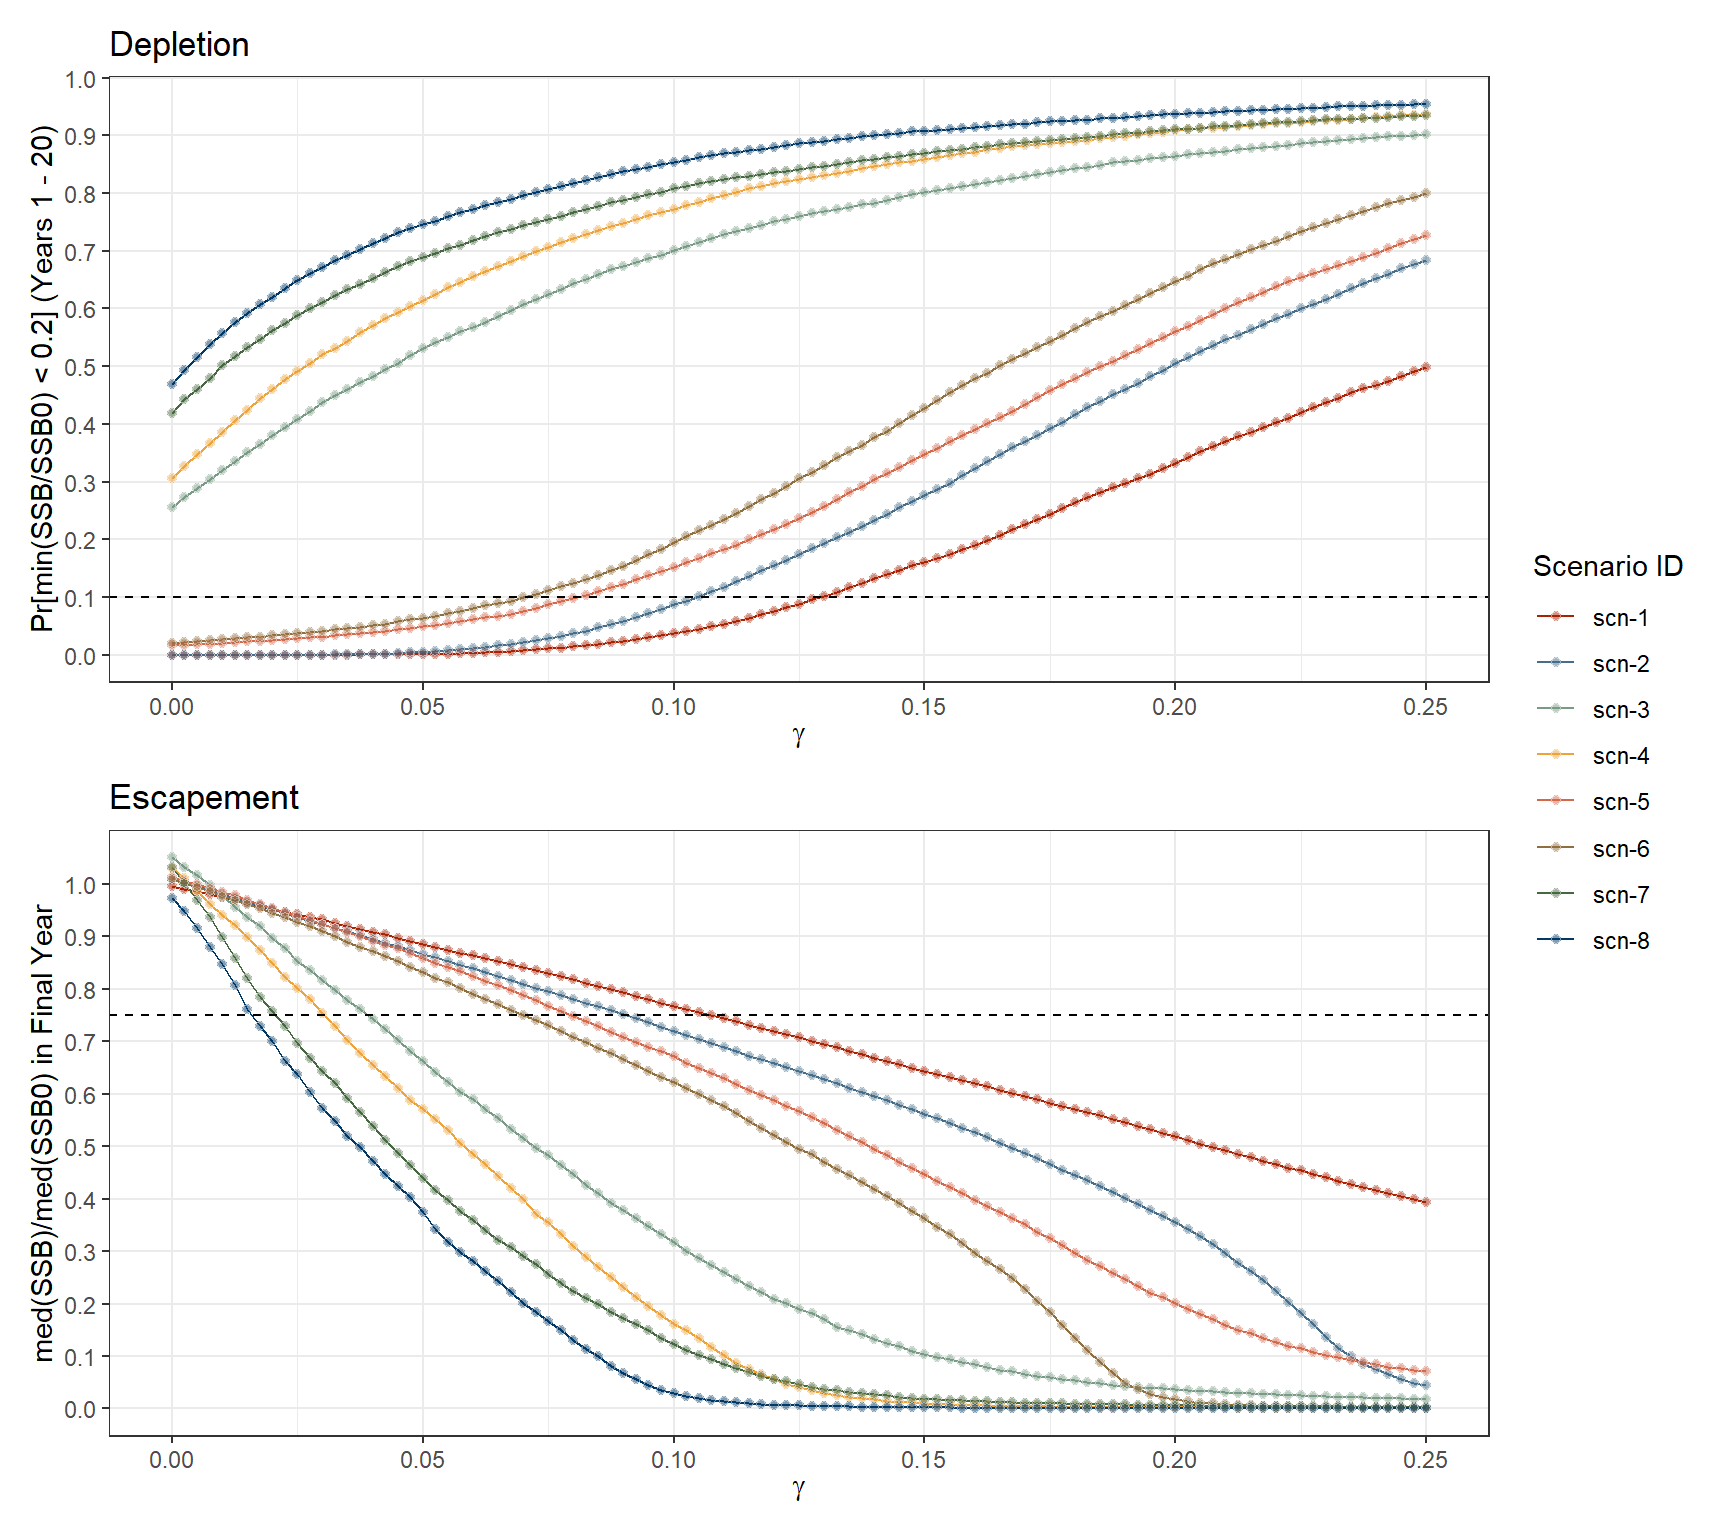 Depletion
Pr[min(SSB/SSB0) < 0.2] (Years 1 - 20)
1.0
0.9
0.8
0.7
0.6
0.5
0.4
0.3
0.2
0.1
0.0
0.00 0.05 0.10 0.15 0.20 0.25
γ
Escapement
med(SSB)/med(SSB0) in Final Year
1.0
0.9
0.8
0.7
0.6
0.5
0.4
0.3
0.2
0.1
0.0
0.00 0.05 0.10 0.15 0.20 0.25
γ
Scenario ID
scn-1
scn-2
scn-3
scn-4
scn-5
scn-6
scn-7
scn-8